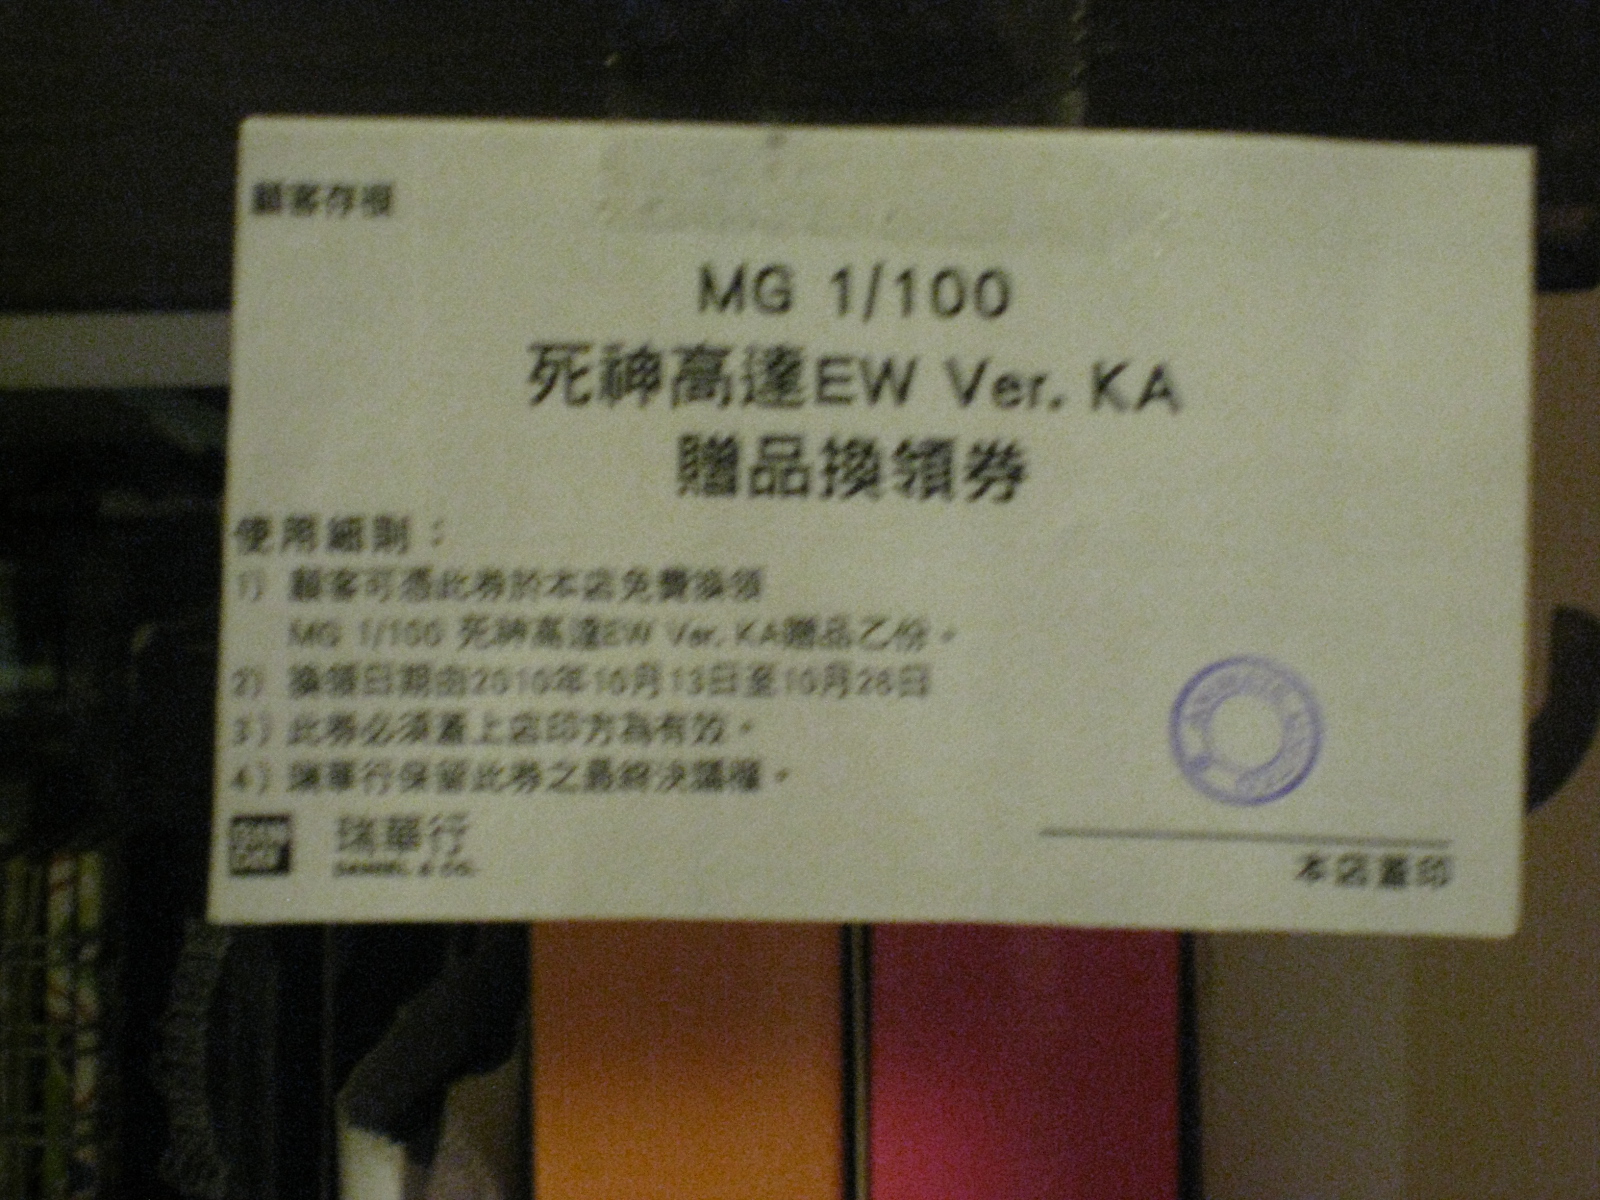 顧客存根
MG 1/100
死神高達EW Ver. KA
贈品換領券
使用細則：
1) 顧客可憑此券於本店免費換領
MG 1/100 死神高達EW Ver. KA贈品乙份。
2) 換領日期由2010年10月13日至10月26日
3) 此券必須蓋上店印方為有效。
4) 瑞華行保留此券之最終決議權。
BAN
DAI
瑞華行
DANIEL & CO.
本店蓋印